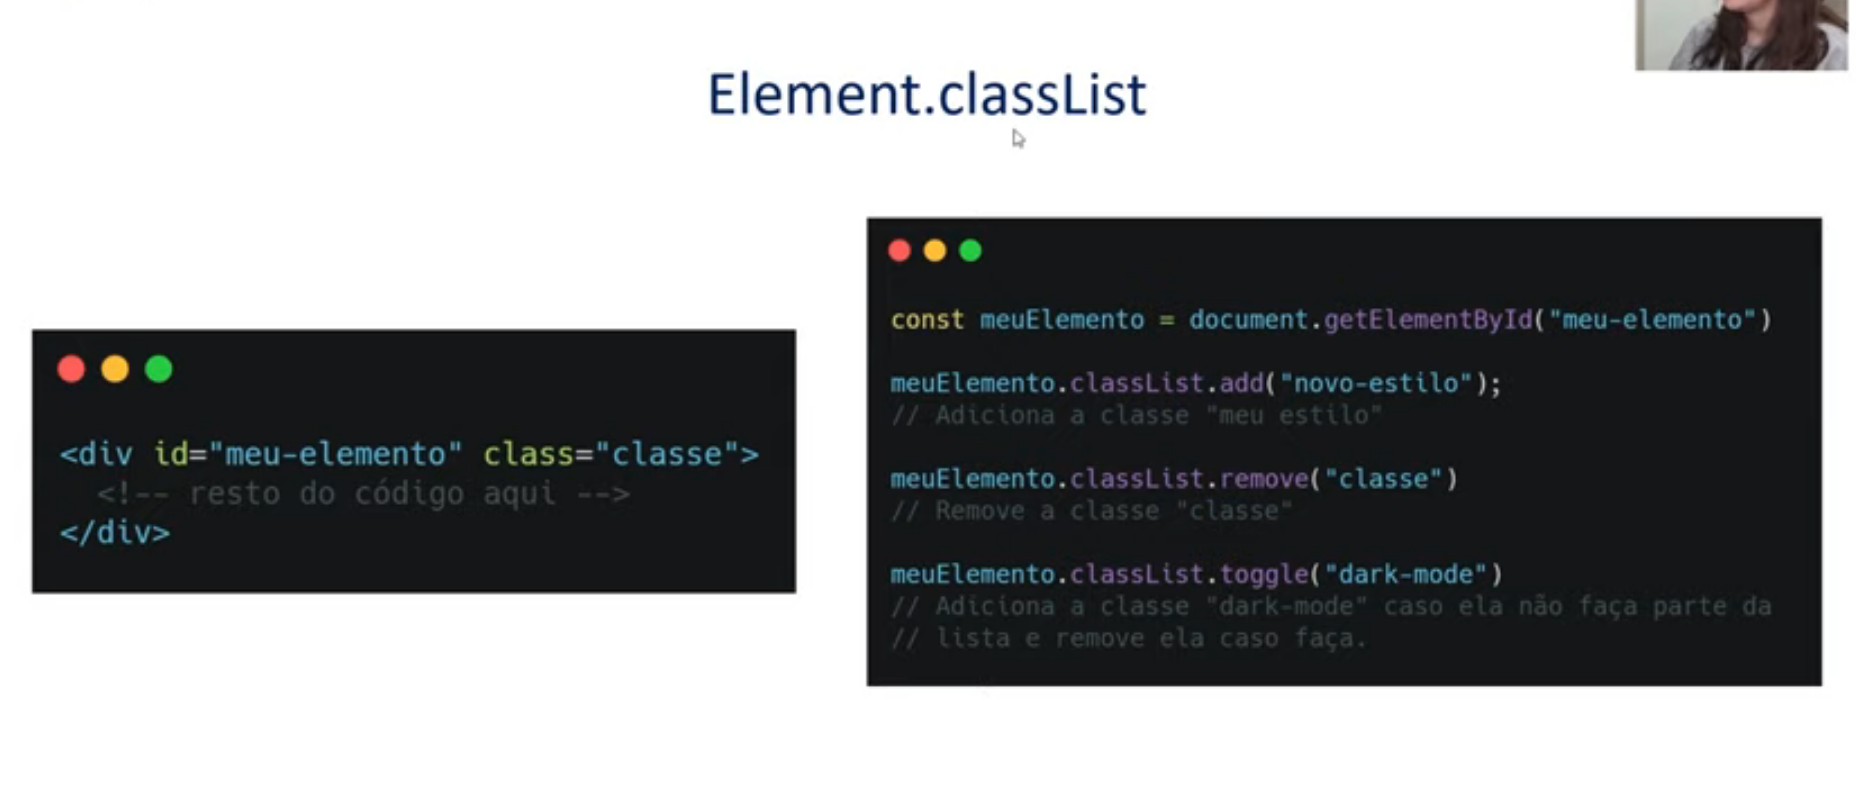 Element.classList
<div id="meu-elemento" class="classe">
<!-- resto do código aqui -->
</div>
const meuElemento = document.getElementById("meu-elemento")
meuElemento.classList.add("novo-estilo");
// Adiciona a classe "meu estilo"
meuElemento.classList.remove("classe")
// Remove a classe "classe"
meuElemento.classList.toggle("dark-mode")
// Adiciona a classe "dark-mode" caso ela não faça parte da
// lista e remove ela caso faça.